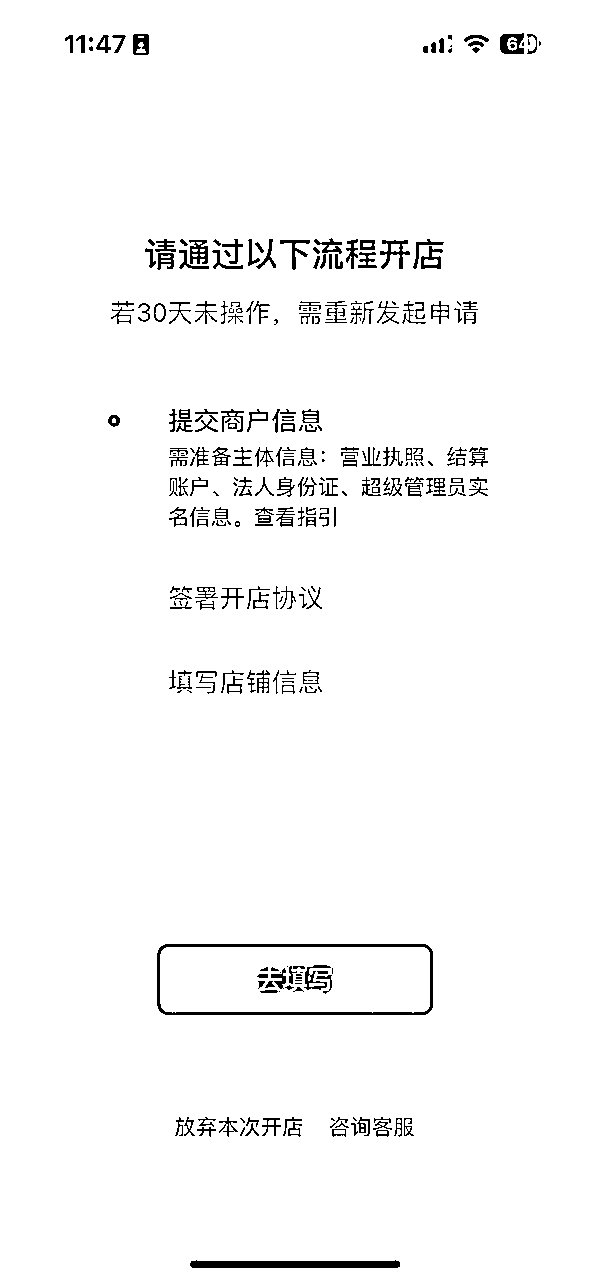 11:47
64
请通过以下流程开店
若30天未操作，需重新发起申请
提交商户信息
需准备主体信息：营业执照、结算
账户、法人身份证、超级管理员实
名信息。查看指引
签署开店协议
填写店铺信息
去填写
放弃本次开店 咨询客服